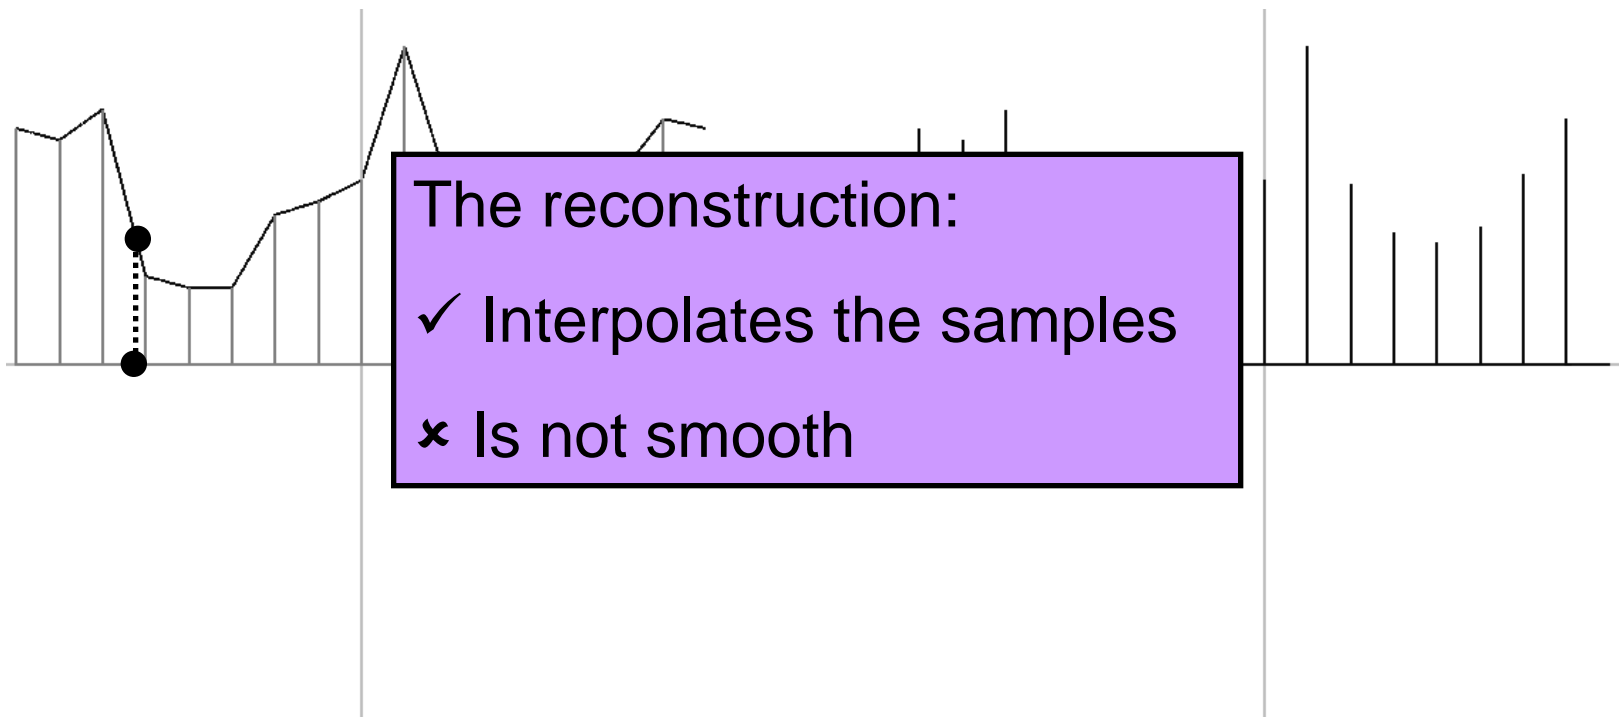 The reconstruction:
✓ Interpolates the samples
✗ Is not smooth